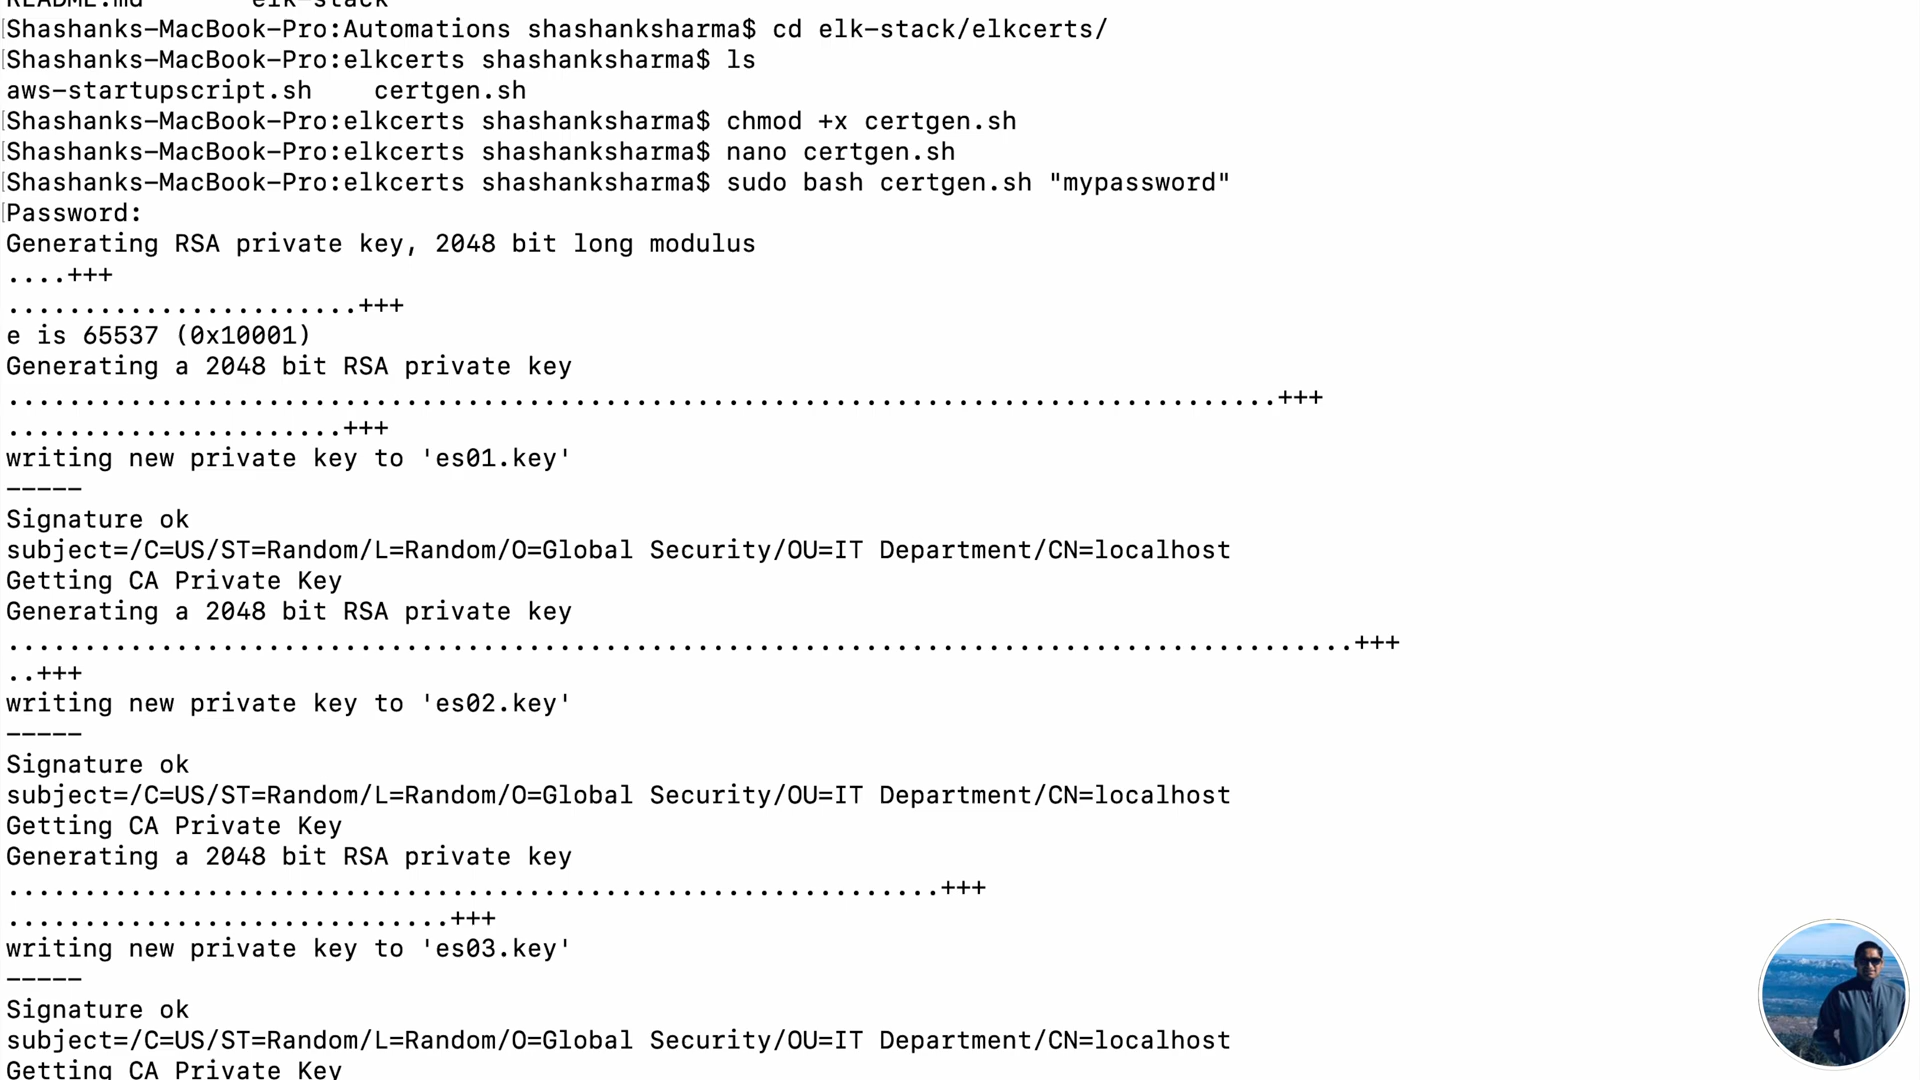 README.md elk-stack
Shashanks-MacBook-Pro:Automations shashanksharma$ cd elk-stack/elkcerts/
Shashanks-MacBook-Pro:elkcerts shashanksharma$ ls
aws-startupscript.sh certgen.sh
Shashanks-MacBook-Pro:elkcerts shashanksharma$ chmod +x certgen.sh
Shashanks-MacBook-Pro:elkcerts shashanksharma$ nano certgen.sh
Shashanks-MacBook-Pro:elkcerts shashanksharma$ sudo bash certgen.sh "mypassword"
Password:
Generating RSA private key, 2048 bit long modulus
....+++
.......................+++
e is 65537 (0x10001)
Generating a 2048 bit RSA private key
...................................................................................+++
......................+++
writing new private key to 'es01.key'
-----
Signature ok
subject=/C=US/ST=Random/L=Random/O=Global Security/OU=IT Department/CN=localhost
Getting CA Private Key
Generating a 2048 bit RSA private key
........................................................................................+++
..+++
writing new private key to 'es02.key'
-----
Signature ok
subject=/C=US/ST=Random/L=Random/O=Global Security/OU=IT Department/CN=localhost
Getting CA Private Key
Generating a 2048 bit RSA private key
.............................................................+++
.............................+++
writing new private key to 'es03.key'
-----
Signature ok
subject=/C=US/ST=Random/L=Random/O=Global Security/OU=IT Department/CN=localhost
Getting CA Private Key